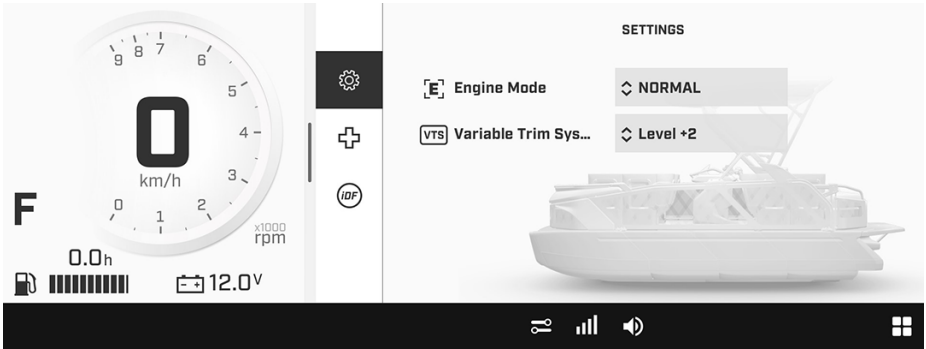 SETTINGS
9 8 7 6 5 4 3 2 1 0
0
km/h
F
x1000
rpm
0.0h
12.0V
iDF
E Engine Mode NORMAL
VTS Variable Trim Sys... Level +2